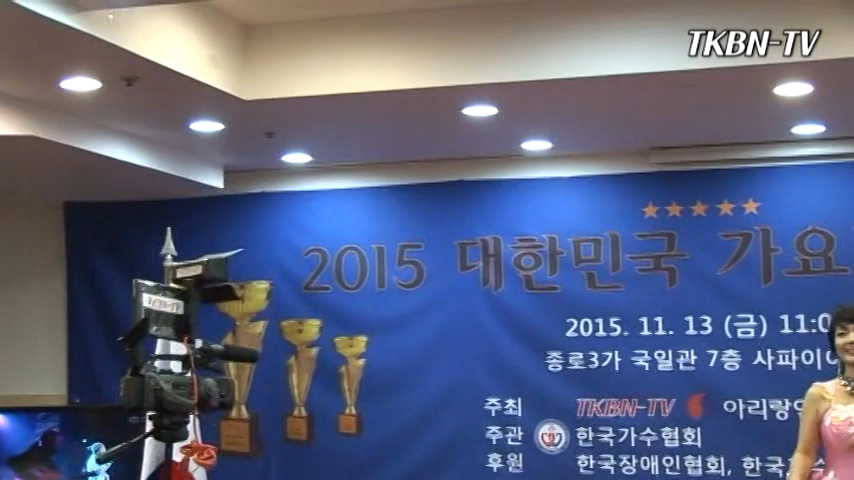 TKBN-TV
2015 대한민국 가요
2015. 11. 13 (금) 11:0
종로3가 국일관 7층 사파이어
주최 TKBN-TV 아리랑
주관 한국가수협회
후원 한국장애인협회, 한국